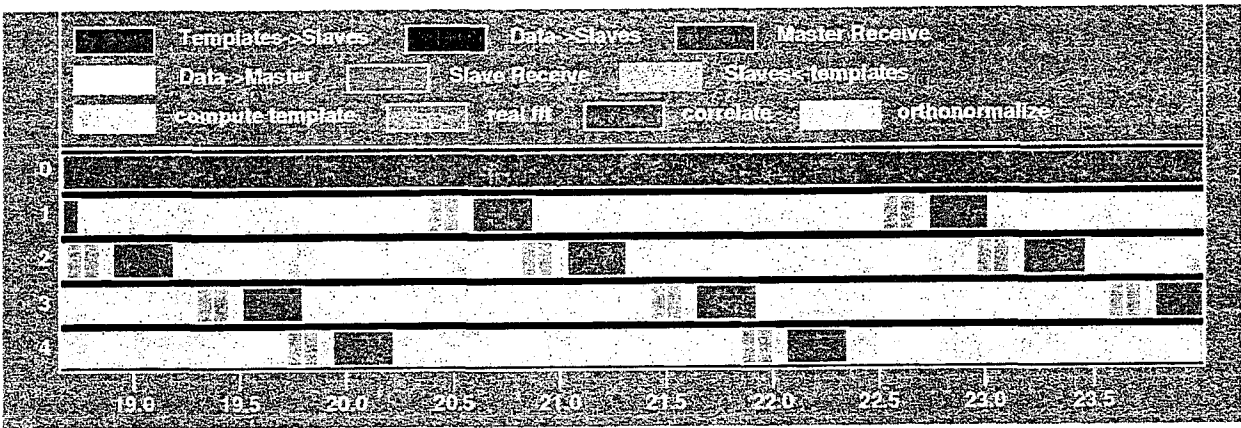 Templates->Slaves Data->Slaves Master Receive
Data->Master Slave Receive Slaves<-templates
compute template real fft correlate orthonormalize
0
1
2
3
4
19.0 19.5 20.0 20.5 21.0 21.5 22.0 22.5 23.0 23.5